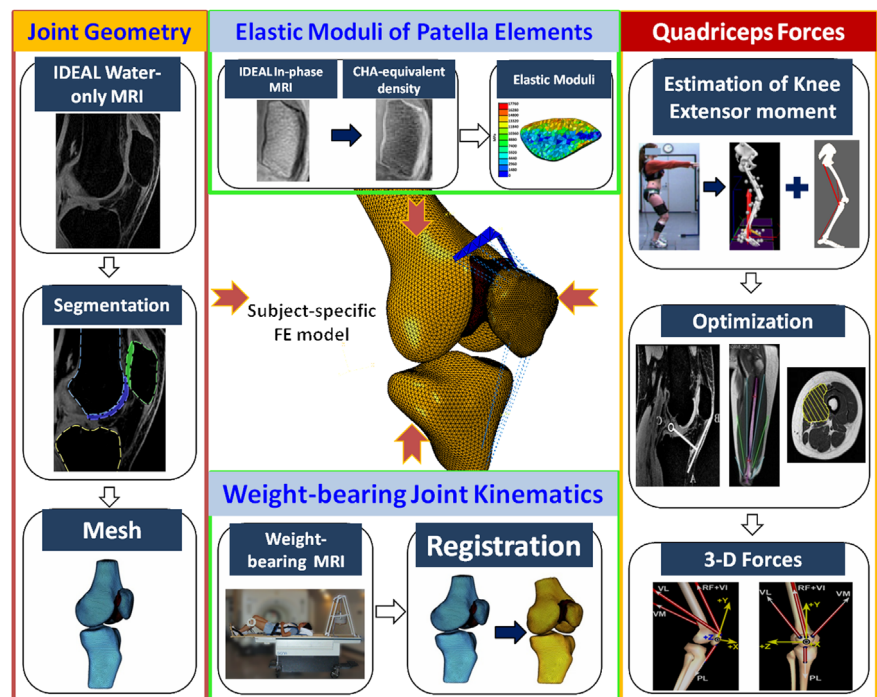 Joint Geometry
IDEAL Water-
only MRI
Segmentation
Mesh
Elastic Moduli of Patella Elements
IDEAL In-phase
MRI
CHA-equivalent
density
Elastic Moduli
Subject-specific
FE model
Weight-bearing Joint Kinematics
Weight-
bearing MRI
Registration
Quadriceps Forces
Estimation of Knee
Extensor moment
Optimization
C
B
A
3-D Forces
VL
RF+VI
VM
+Y
+Z
+X
PL
VL
RF+VI
VM
+Y
+Z
PL